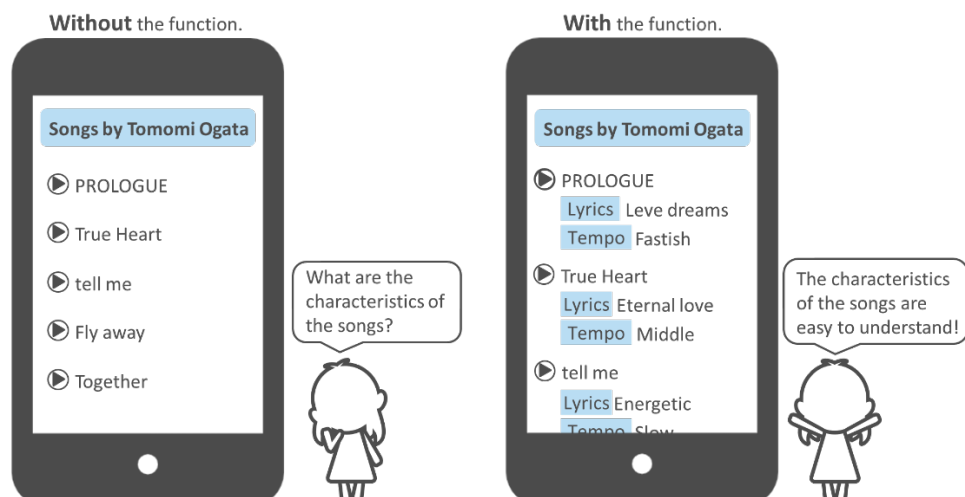 Without the function.
Songs by Tomomi Ogata
PROLOGUE
True Heart
tell me
Fly away
Together
What are the
characteristics of
the songs?
With the function.
Songs by Tomomi Ogata
PROLOGUE
Lyrics Leve dreams
Tempo Fastish
True Heart
Lyrics Eternal love
Tempo Middle
tell me
Lyrics Energetic
Tempo Slow
The characteristics
of the songs are
easy to understand!